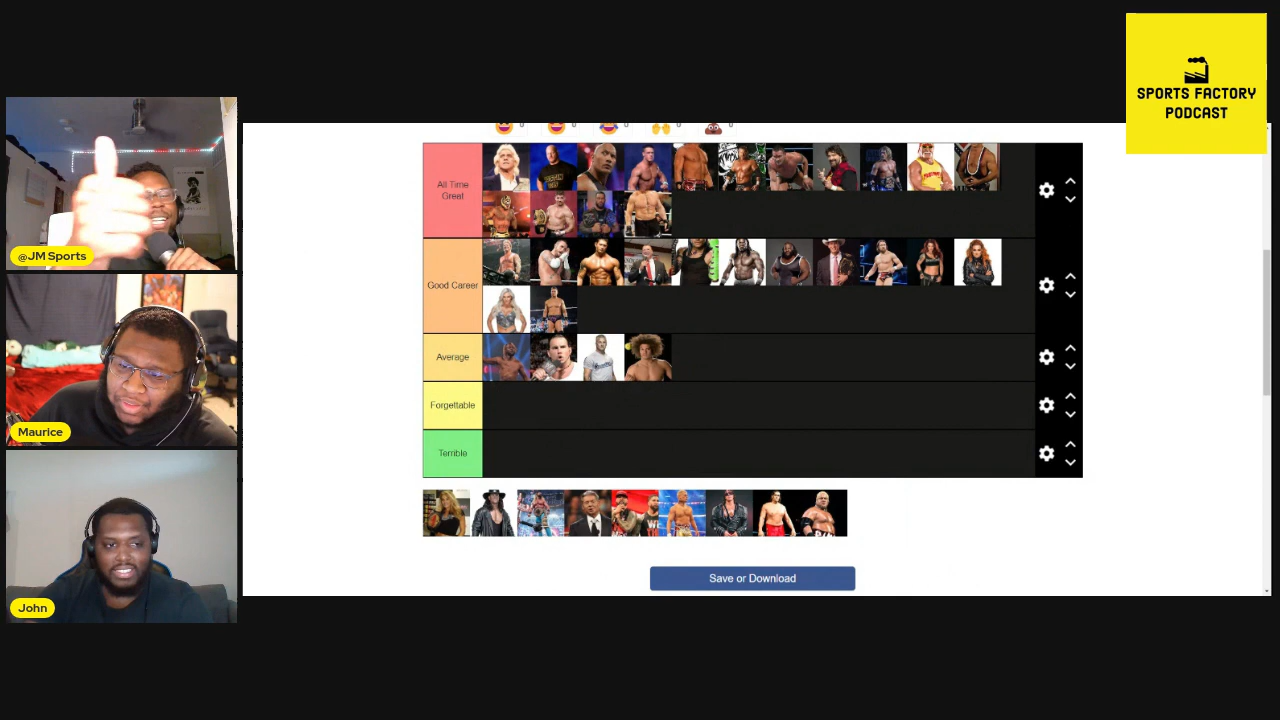 SPORTS FACTORY
PODCAST
@JM Sports
Maurice
John
All Time
Great
Good Career
Average
Forgettable
Terrible
Save or Download